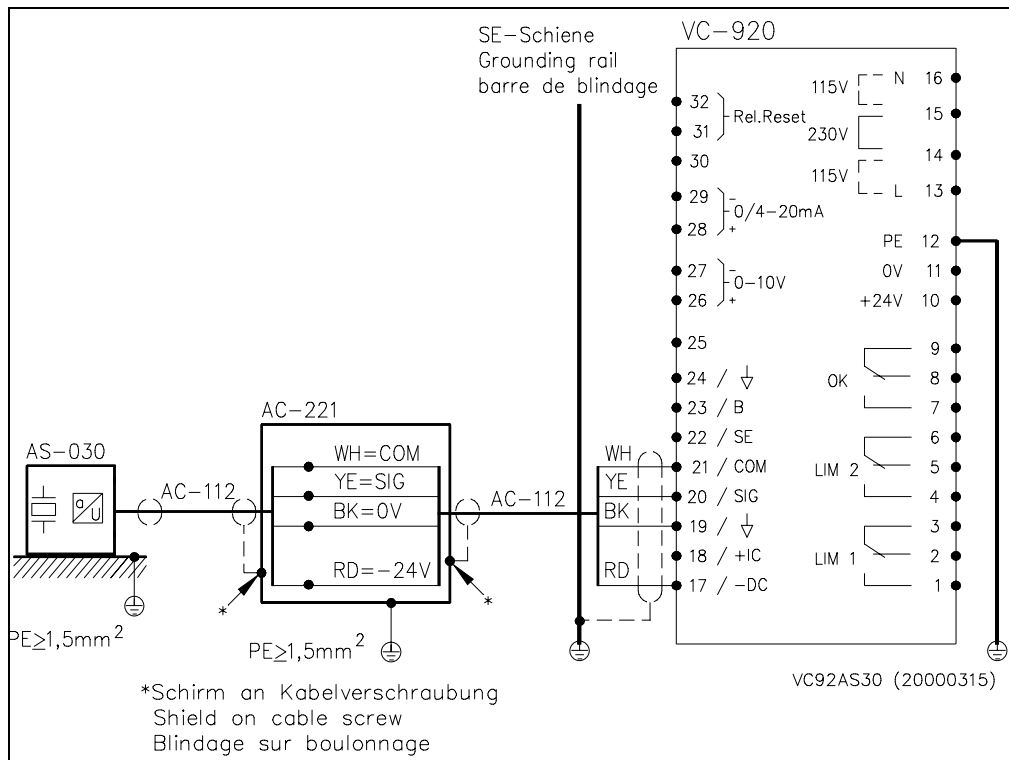 SE-Schiene
Grounding rail
barre de blindage
VC-920
32
31
Rel.Reset
30
29 -
28 +
0/4-20mA
27 -
26 +
0-10V
25
24 / ⏚
23 / B
22 / SE
21 / COM
20 / SIG
19 / ⏚
18 / +IC
17 / -DC
115V N 16
15
230V
14
115V L 13
PE 12
0V 11
+24V 10
9
OK 8
7
6
LIM 2 5
4
3
LIM 1 2
1
AS-030
a/U
PE≥1,5mm²
AC-112
AC-221
WH=COM
YE=SIG
BK=0V
RD=-24V
*
*
PE≥1,5mm²
AC-112
WH
YE
BK
RD
*Schirm an Kabelverschraubung
Shield on cable screw
Blindage sur boulonnage
VC92AS30 (20000315)